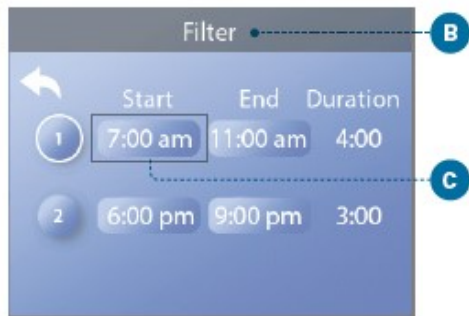 Filter
B
Start End Duration
1 7:00 am 11:00 am 4:00
C
2 6:00 pm 9:00 pm 3:00